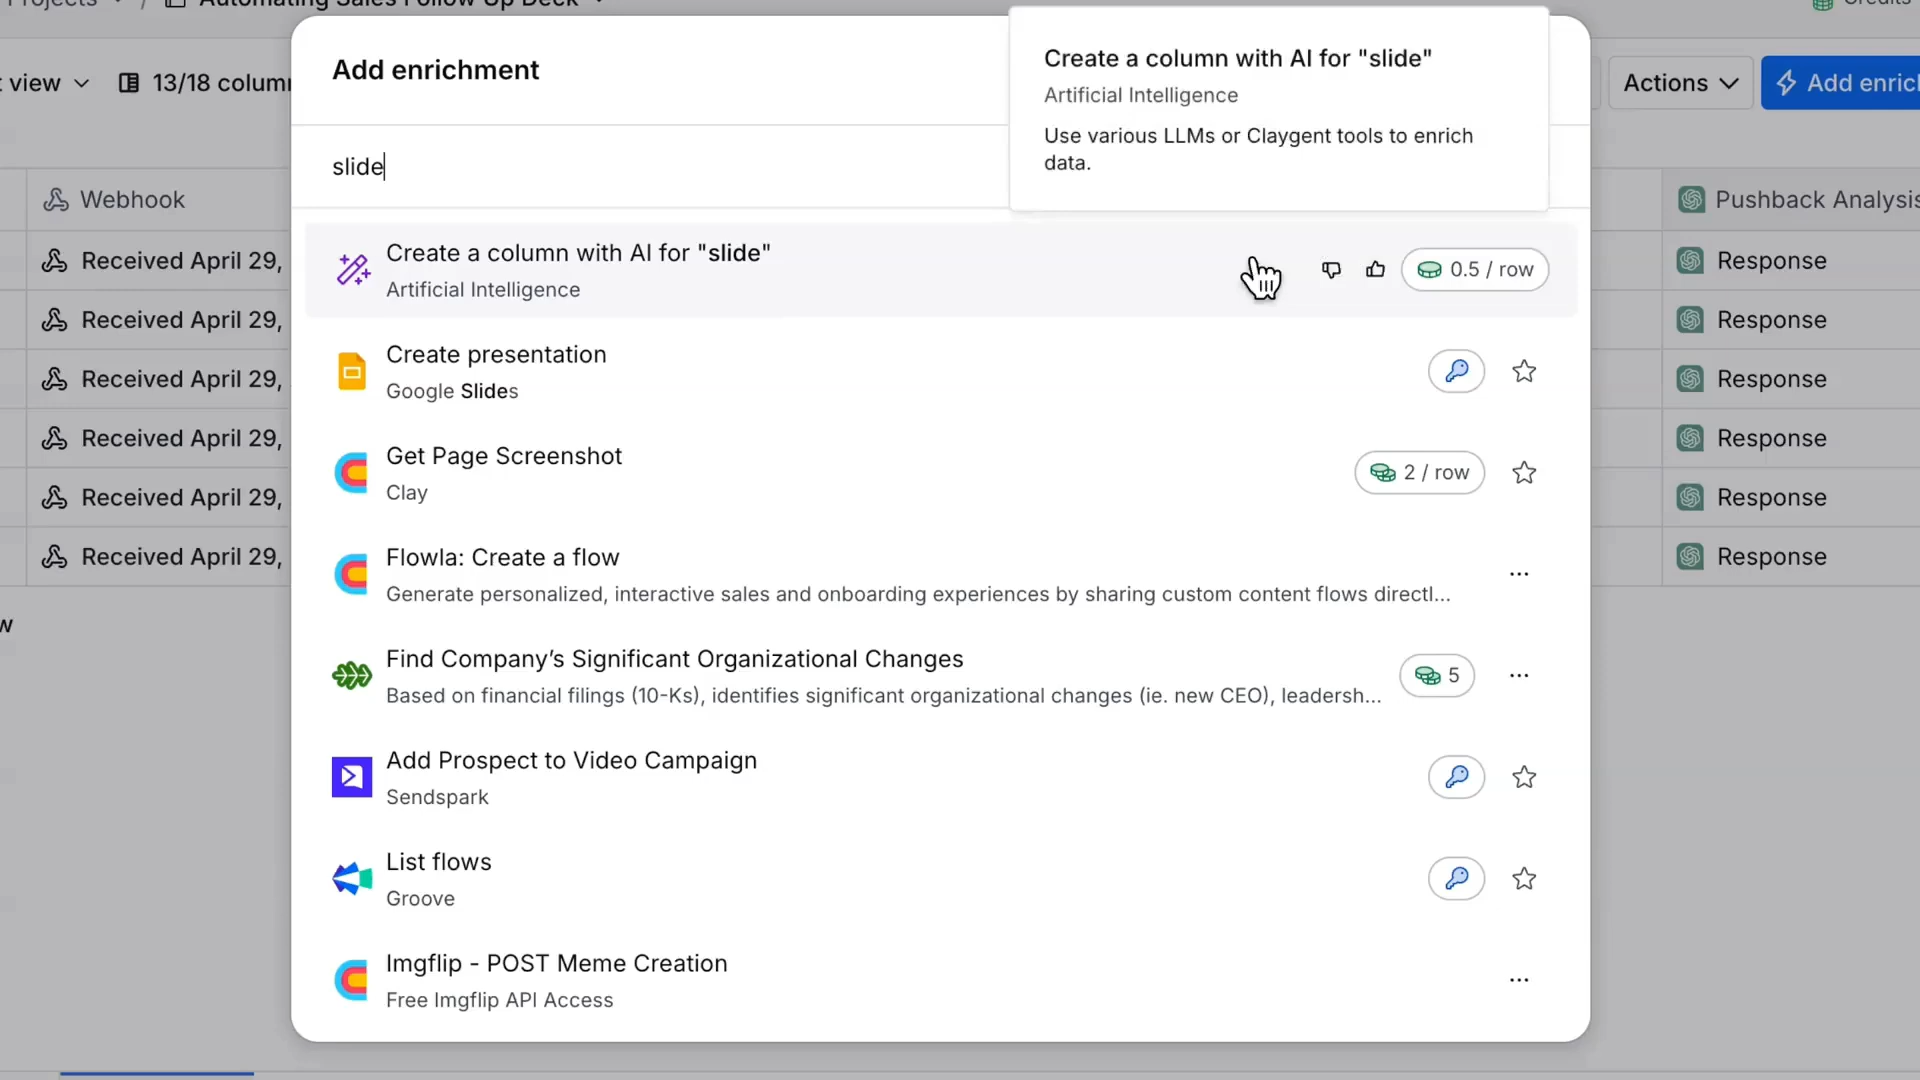 Projects / Automating Sales Follow Up Deck
Credits
view
13/18
Actions
Add
Add enrichment
slide
Create a column with AI for "slide"
Artificial Intelligence
Use various LLMs or Claygent tools to enrich
data.
Webhook
Pushback Analysis
Received April 29,
Response
Received April 29,
Response
Received April 29,
Response
Received April 29,
Response
Received April 29,
Response
Received April 29,
Response
Create a column with AI for "slide"
Artificial Intelligence
0.5 / row
Create presentation
Google Slides
Get Page Screenshot
Clay
2 / row
Flowla: Create a flow
Generate personalized, interactive sales and onboarding experiences by sharing custom content flows directl...
Find Company’s Significant Organizational Changes
Based on financial filings (10-Ks), identifies significant organizational changes (ie. new CEO), leadersh...
5
Add Prospect to Video Campaign
Sendspark
List flows
Groove
Imgflip - POST Meme Creation
Free Imgflip API Access